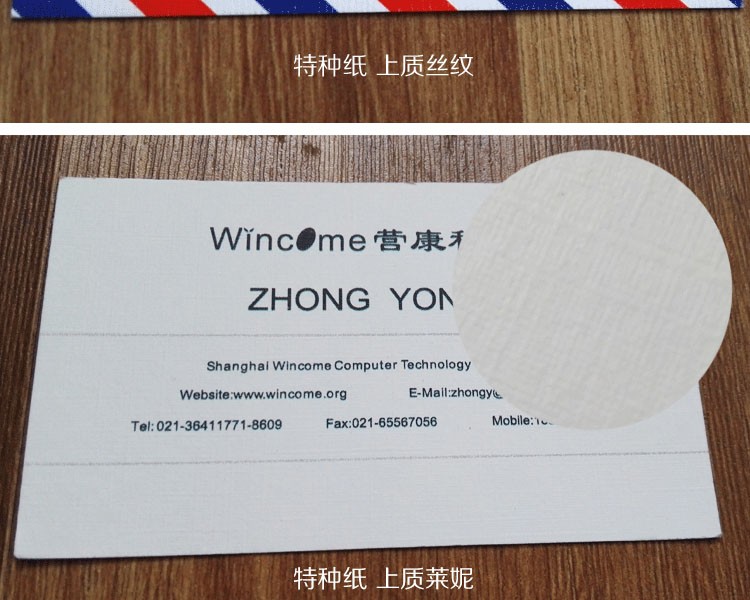 特种纸 上质丝纹
Wincome 营康
ZHONG YON
Shanghai Wincome Computer Technology
Website:www.wincome.org E-Mail:zhongy@
Tel: 021-36411771-8609 Fax:021-65567056 Mobile:
特种纸 上质莱妮